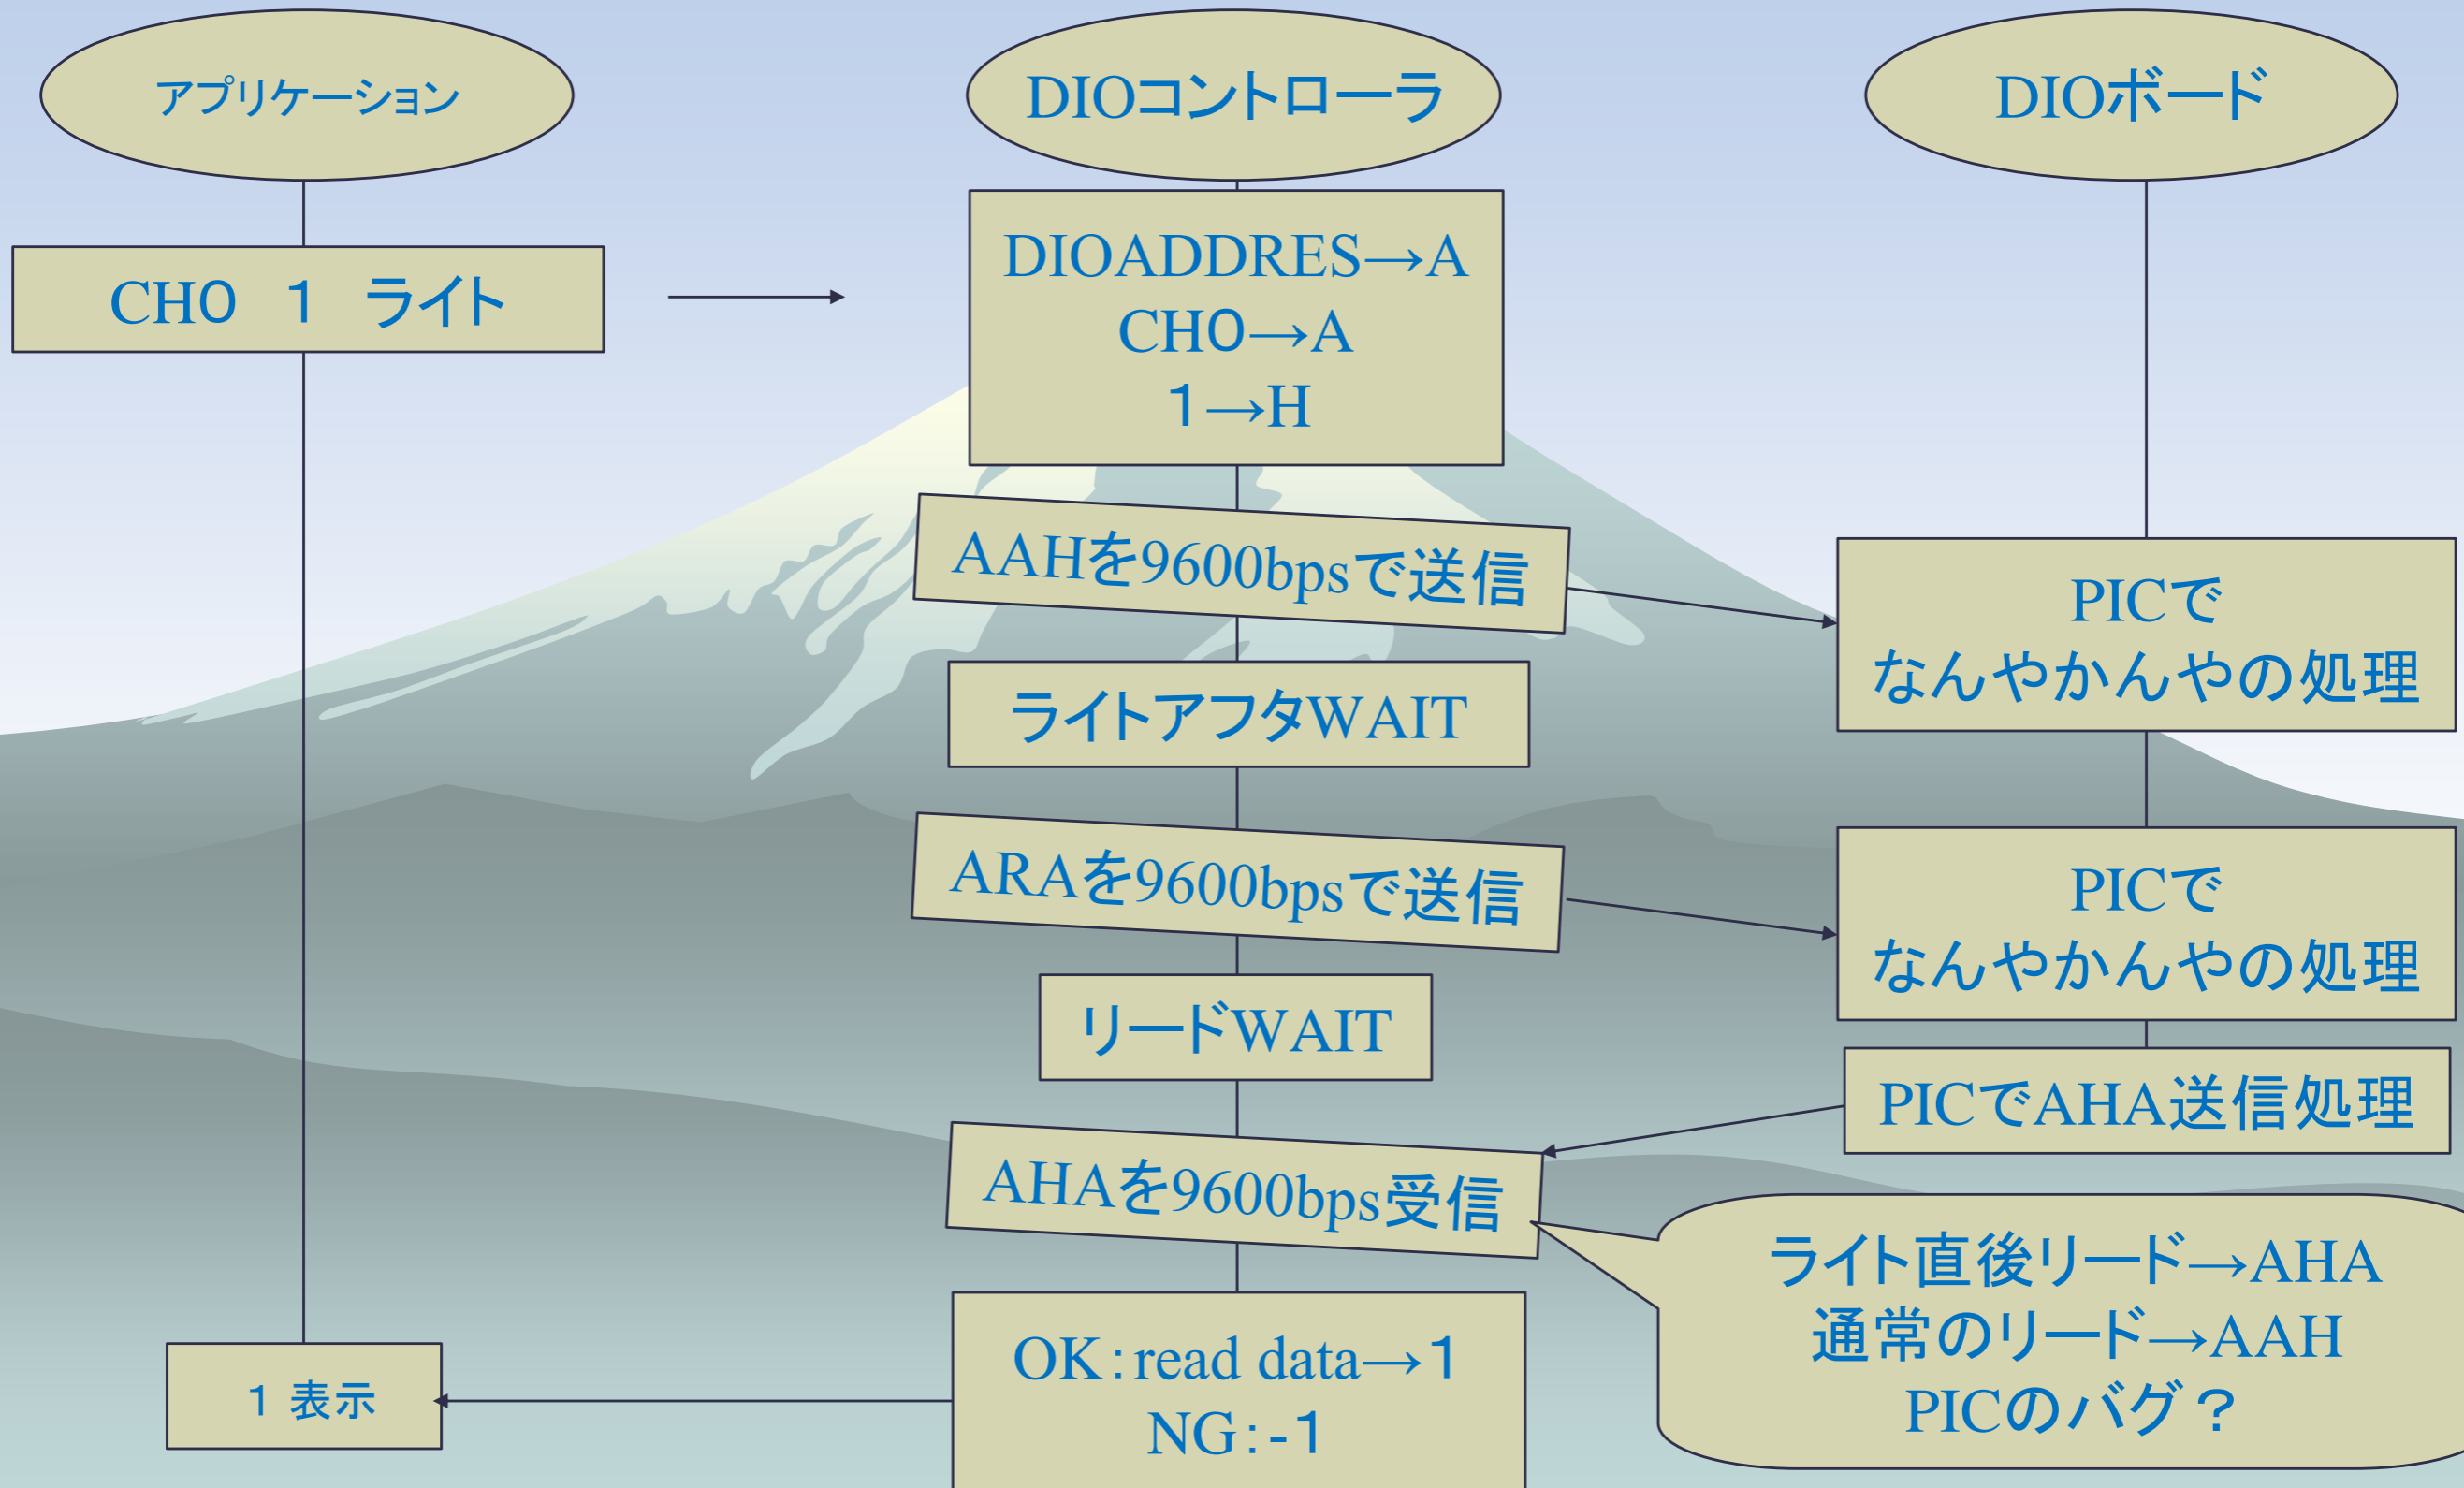 アプリケーション
DIOコントローラ
DIOボード
CH０　１　ライト
DIOADDRES→A
CH０→A
１→H
AAHを9600bpsで送信
PICで
なんやかんやの処理
ライトアフタWAIT
ARAを9600bpsで送信
PICで
なんやかんやの処理
リードWAIT
PICでAHA送信処理
AHAを9600bps受信
ライト直後リード→AHA
通常のリード→AAH
PICのバグ？
OK：read data→１
NG：-１
１ 表示